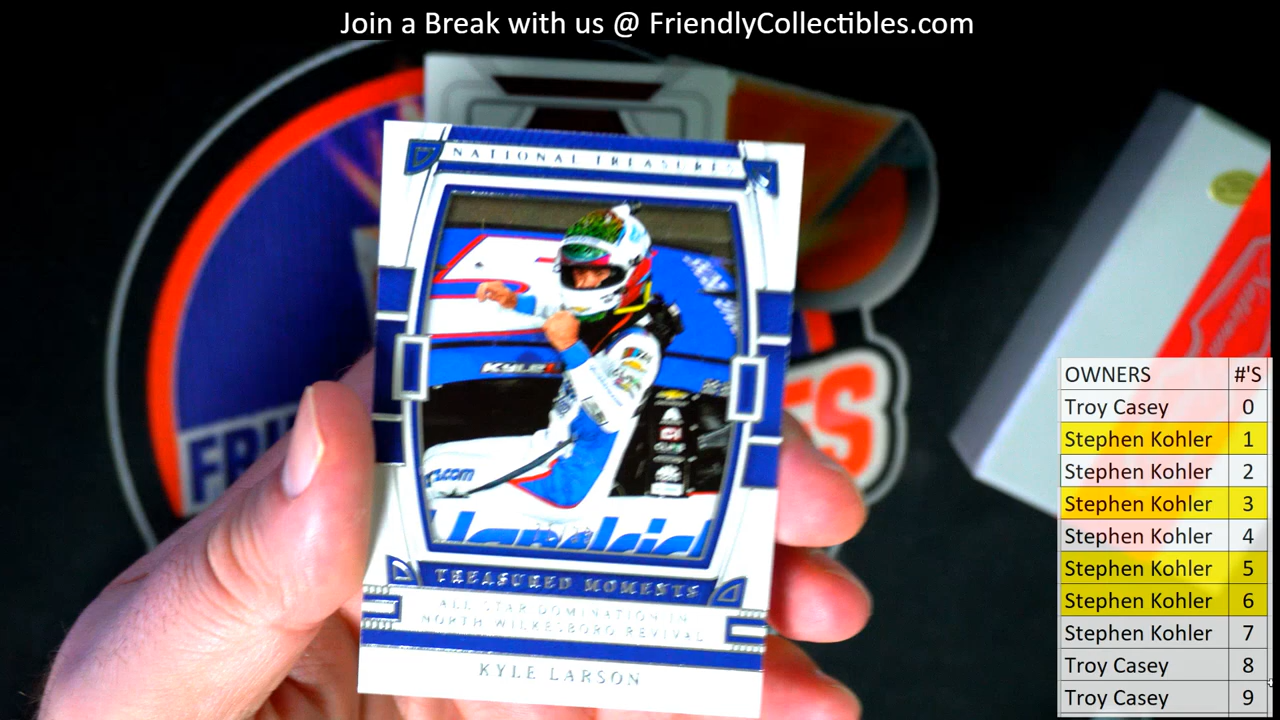 Join a Break with us @ FriendlyCollectibles.com
NATIONAL TREASURES
KYLE L
s.com
TREASURED MOMENTS
ALL STAR DOMINATION IN
NORTH WILKESBORO REVIVAL
KYLE LARSON
OWNERS #'S
Troy Casey 0
Stephen Kohler 1
Stephen Kohler 2
Stephen Kohler 3
Stephen Kohler 4
Stephen Kohler 5
Stephen Kohler 6
Stephen Kohler 7
Troy Casey 8
Troy Casey 9